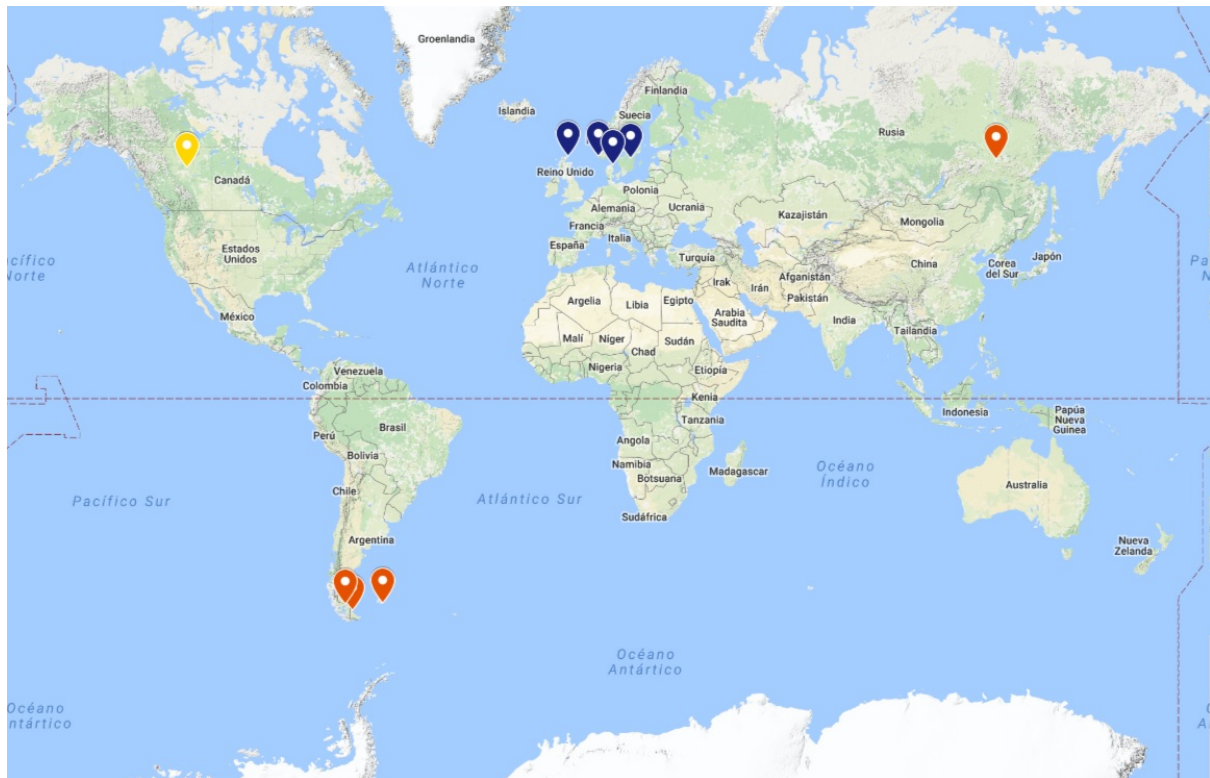 Groenlandia
Islandia
Finlandia
Suecia
Rusia
Canadá
Reino Unido
Polonia
Alemania
Ucrania
Kazajistán
Mongolia
Francia
Italia
España
Turquía
Estados
Unidos
Atlántico
Norte
cífico
Norte
Afganistán
Irak
Irán
Pakistán
China
Corea
del Sur
Japón
Pa
N
México
Argelia
Libia
Egipto
Arabia
Saudita
India
Tailandia
Malí
Níger
Chad
Sudán
Nigeria
Etiopía
Venezuela
Colombia
Kenia
Tanzania
Indonesia
Papúa
Nueva
Guinea
Perú
Brasil
Bolivia
Angola
Namibia
Botsuana
Madagascar
Océano
Índico
Australia
Pacífico Sur
Chile
Atlántico Sur
Sudáfrica
Argentina
Nueva
Zelanda
Océano
Antártico
Océano
ntártico